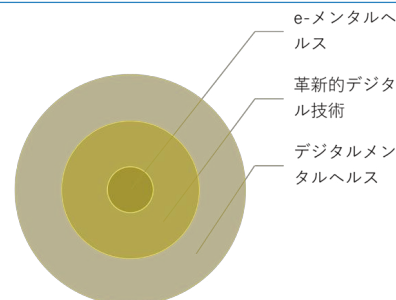 e-メンタルヘ
ルス
革新的デジタ
ル技術
デジタルメン
タルヘルス